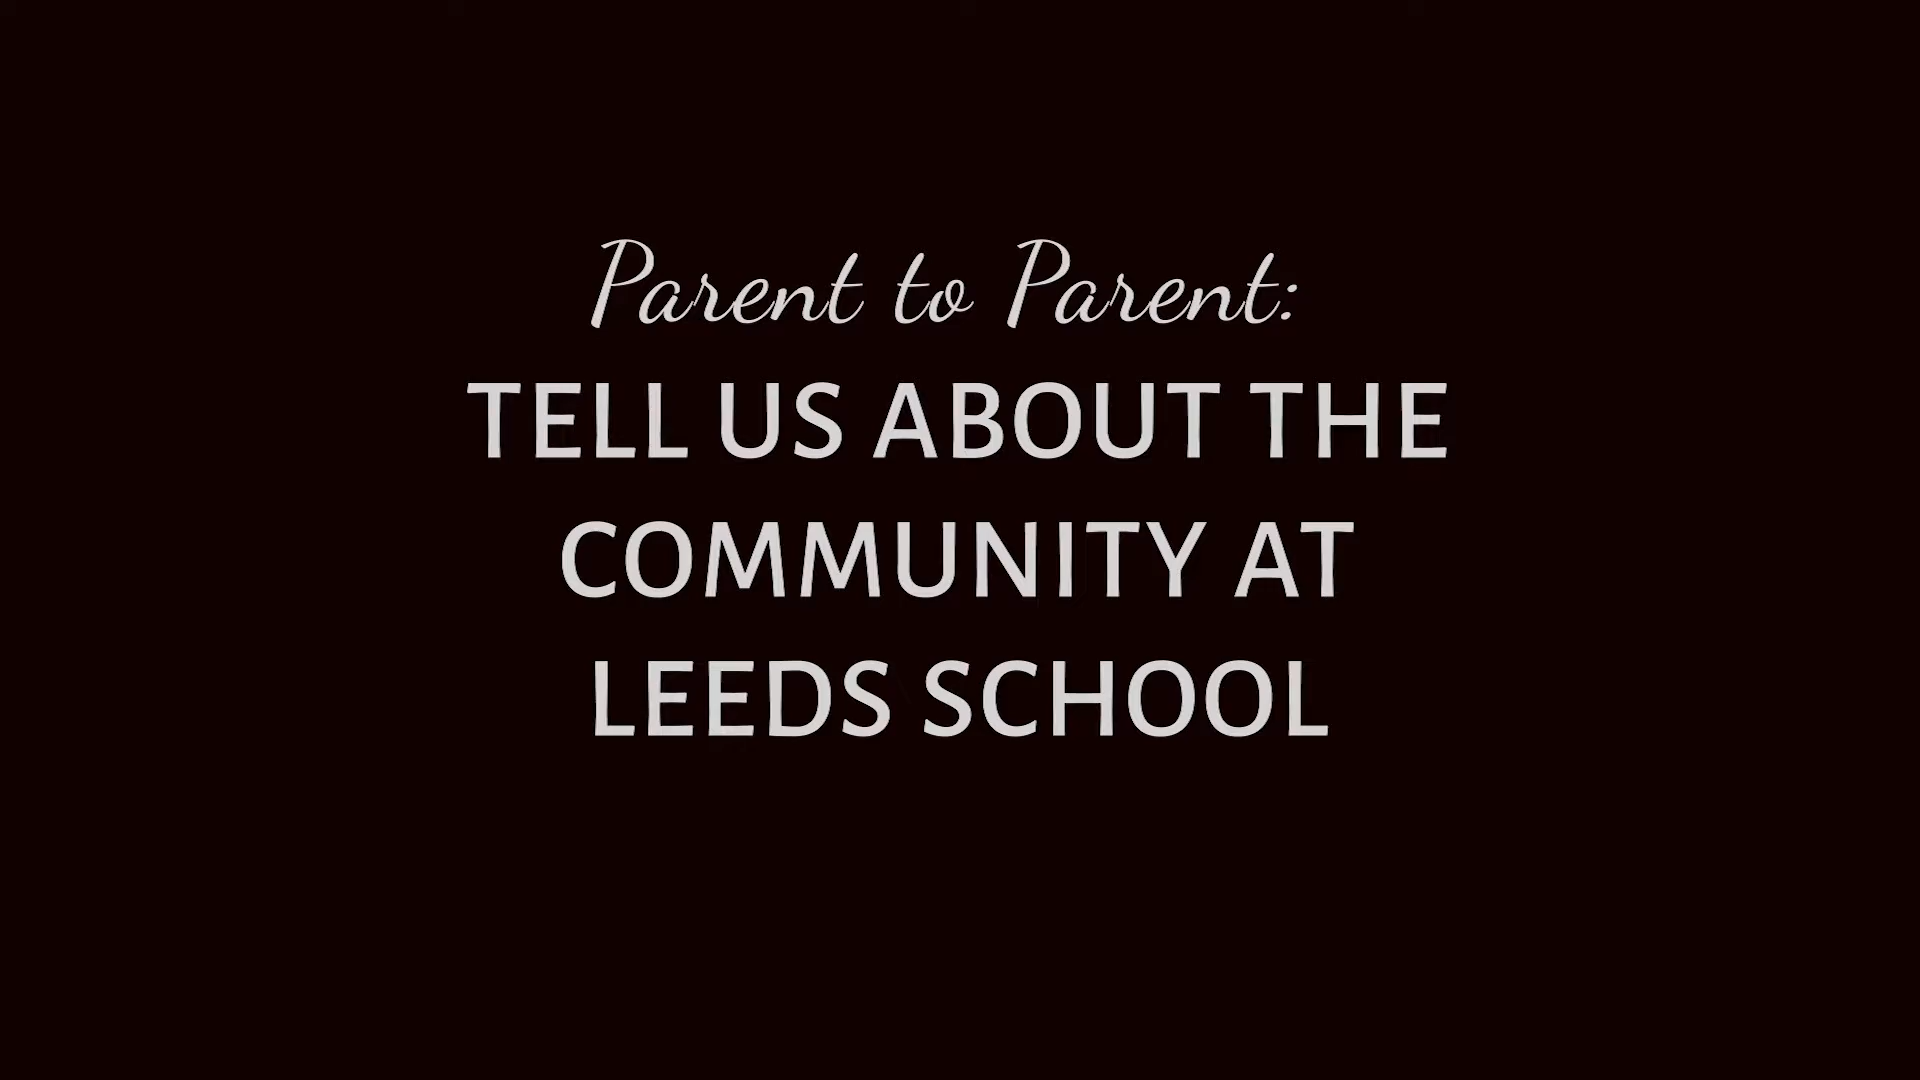 Parent to Parent:
TELL US ABOUT THE
COMMUNITY AT
LEEDS SCHOOL